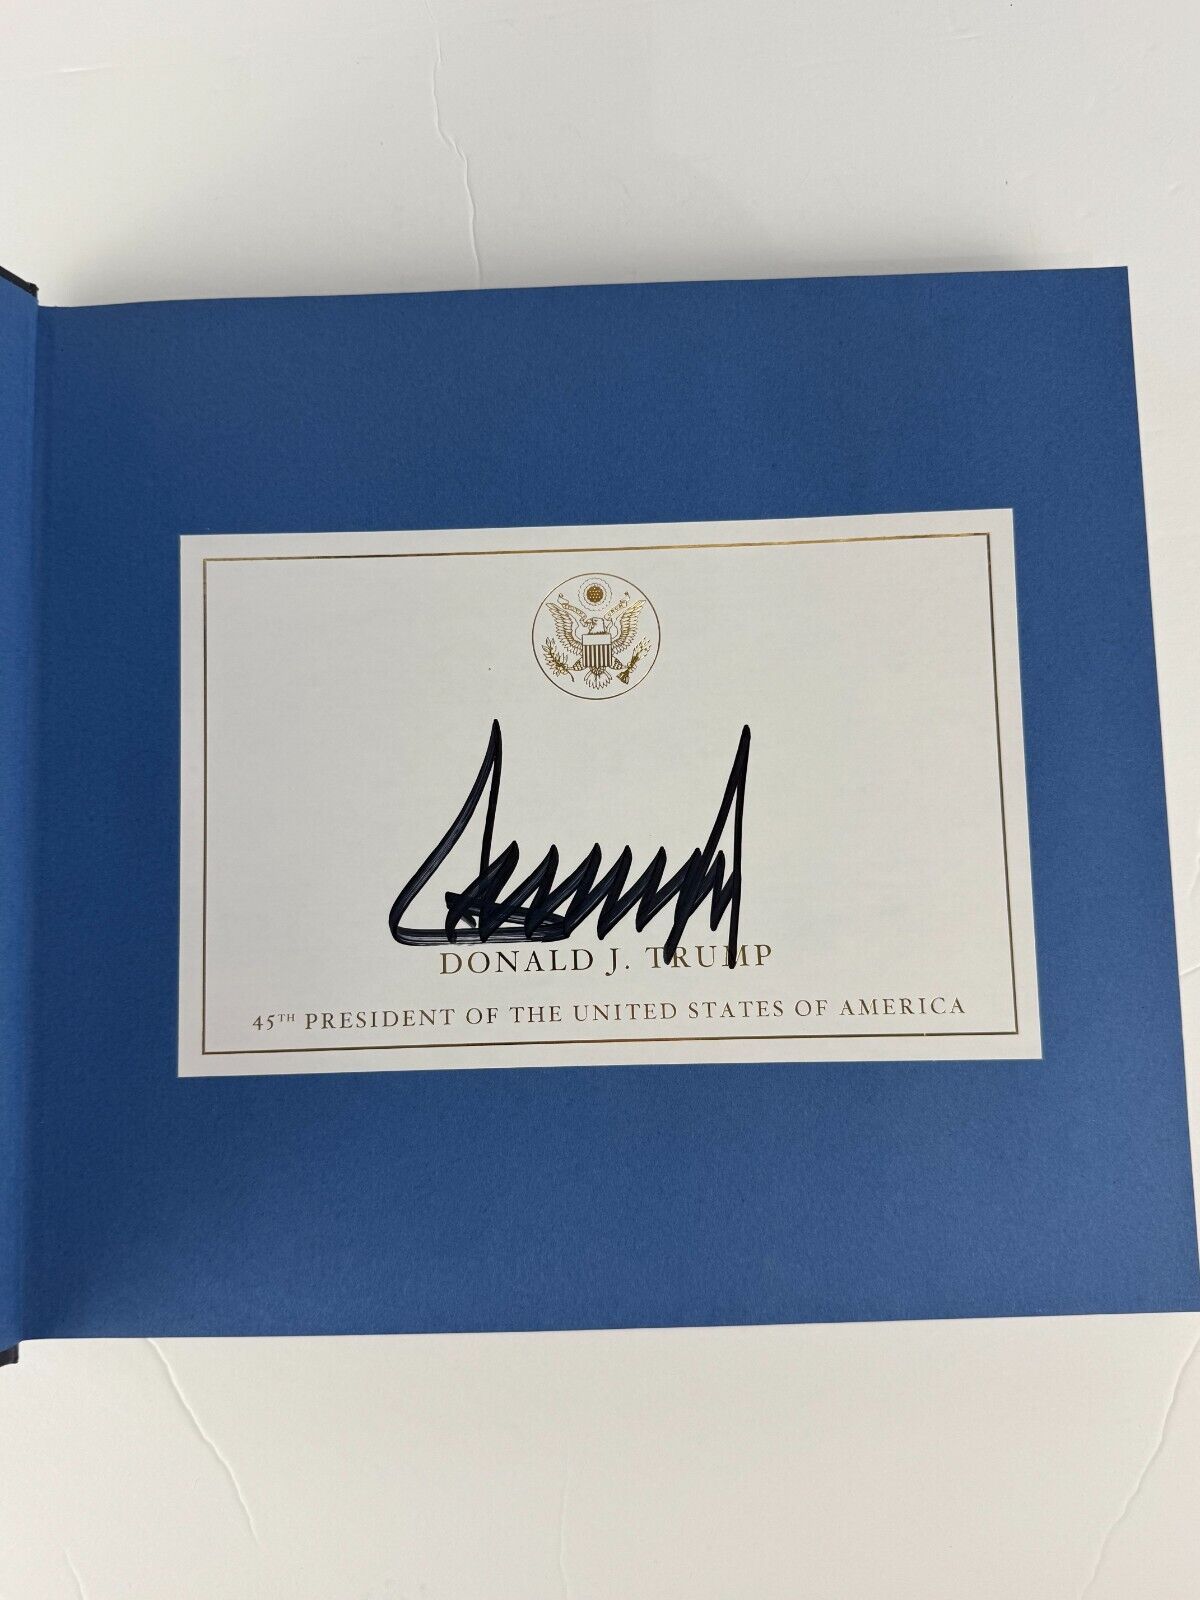 DONALD J. TRUMP
45TH PRESIDENT OF THE UNITED STATES OF AMERICA